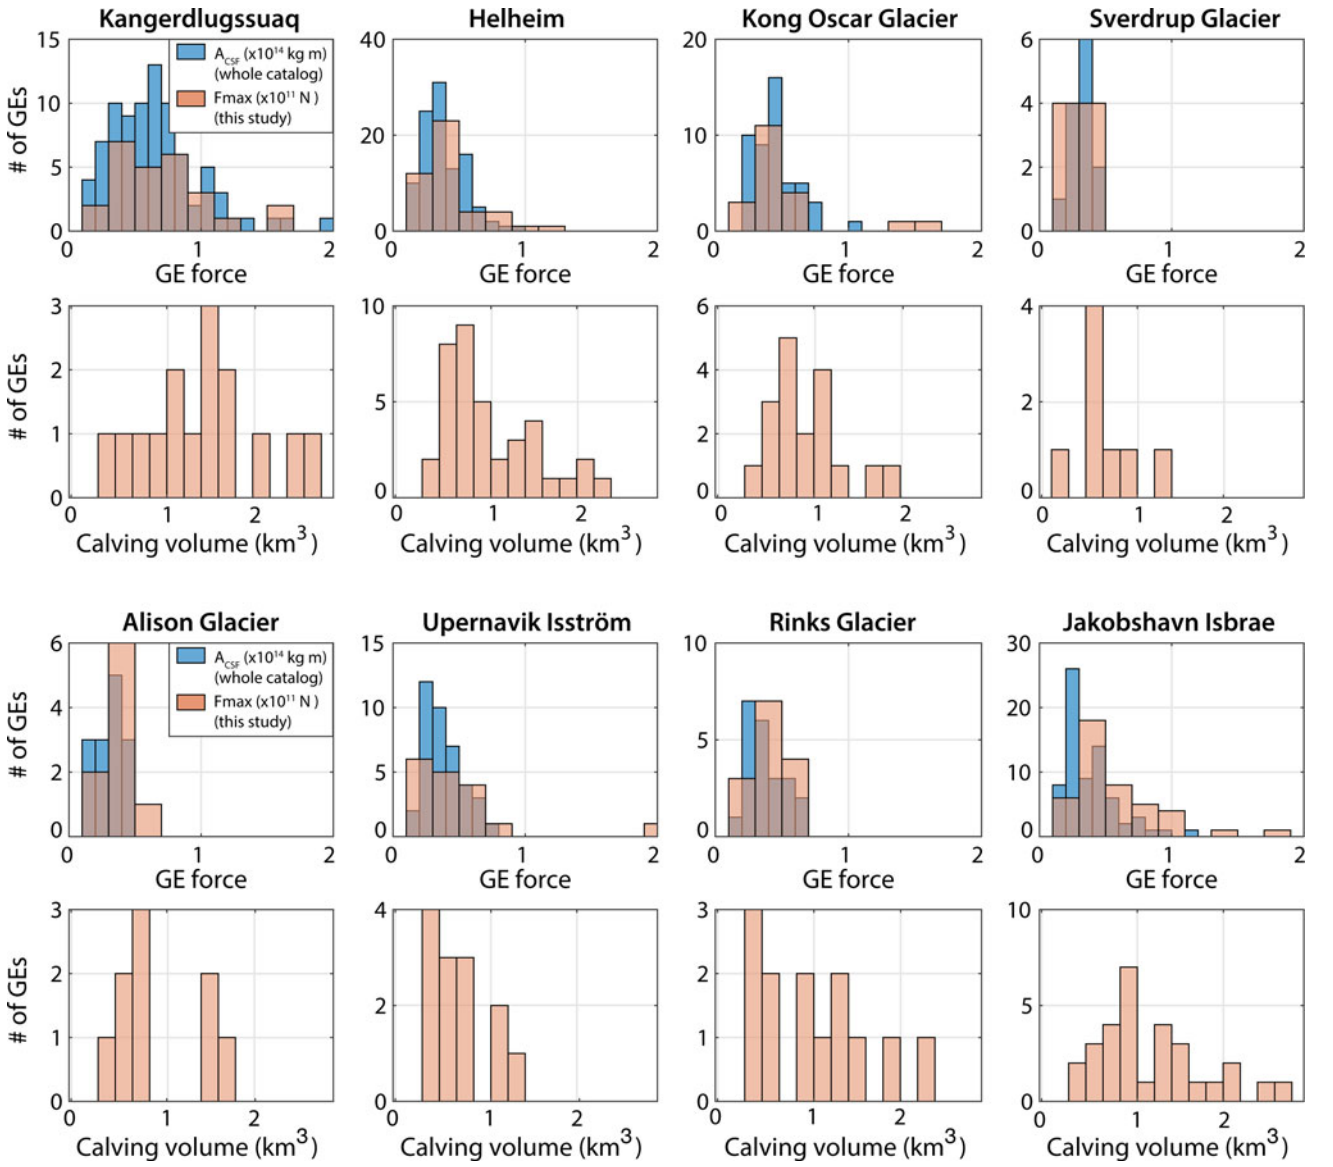 Kangerdlugssuaq Helheim Kong Oscar Glacier Sverdrup Glacier
15 40 20 6
A_CSF (x10^14 kg m)
(whole catalog)
Fmax (x10^11 N )
(this study)
10 20 10 4
5 2
0 0 0 0
# of GEs
0 1 2 0 1 2 0 1 2 0 1 2
GE force GE force GE force GE force
3 10 6 4
2 5 4 2
1 2
0 0 0 0
# of GEs
0 1 2 0 1 2 0 1 2 0 1 2
Calving volume (km^3 ) Calving volume (km^3 ) Calving volume (km^3 ) Calving volume (km^3 )
Alison Glacier Upernavik Isström Rinks Glacier Jakobshavn Isbrae
6 15 10 30
A_CSF (x10^14 kg m)
(whole catalog)
Fmax (x10^11 N )
(this study)
4 10 5 20
2 5 10
0 0 0 0
# of GEs
0 1 2 0 1 2 0 1 2 0 1 2
GE force GE force GE force GE force
3 4 3 10
2 2 2 5
1 1
0 0 0 0
# of GEs
0 1 2 0 1 2 0 1 2 0 1 2
Calving volume (km^3 ) Calving volume (km^3 ) Calving volume (km^3 ) Calving volume (km^3 )